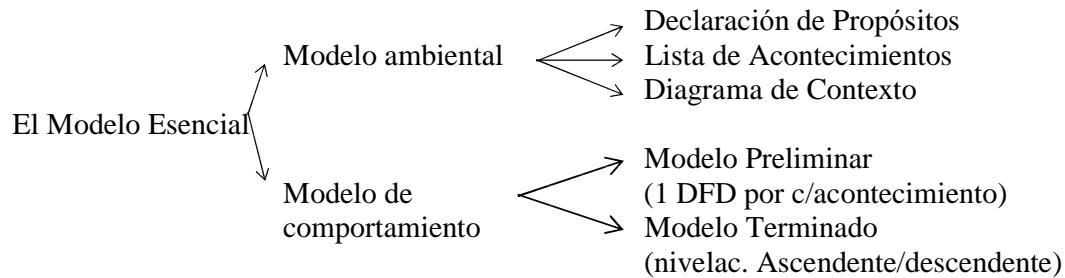 El Modelo Esencial
Modelo ambiental
Declaración de Propósitos
Lista de Acontecimientos
Diagrama de Contexto
Modelo de
comportamiento
Modelo Preliminar
(1 DFD por c/acontecimiento)
Modelo Terminado
(nivelac. Ascendente/descendente)